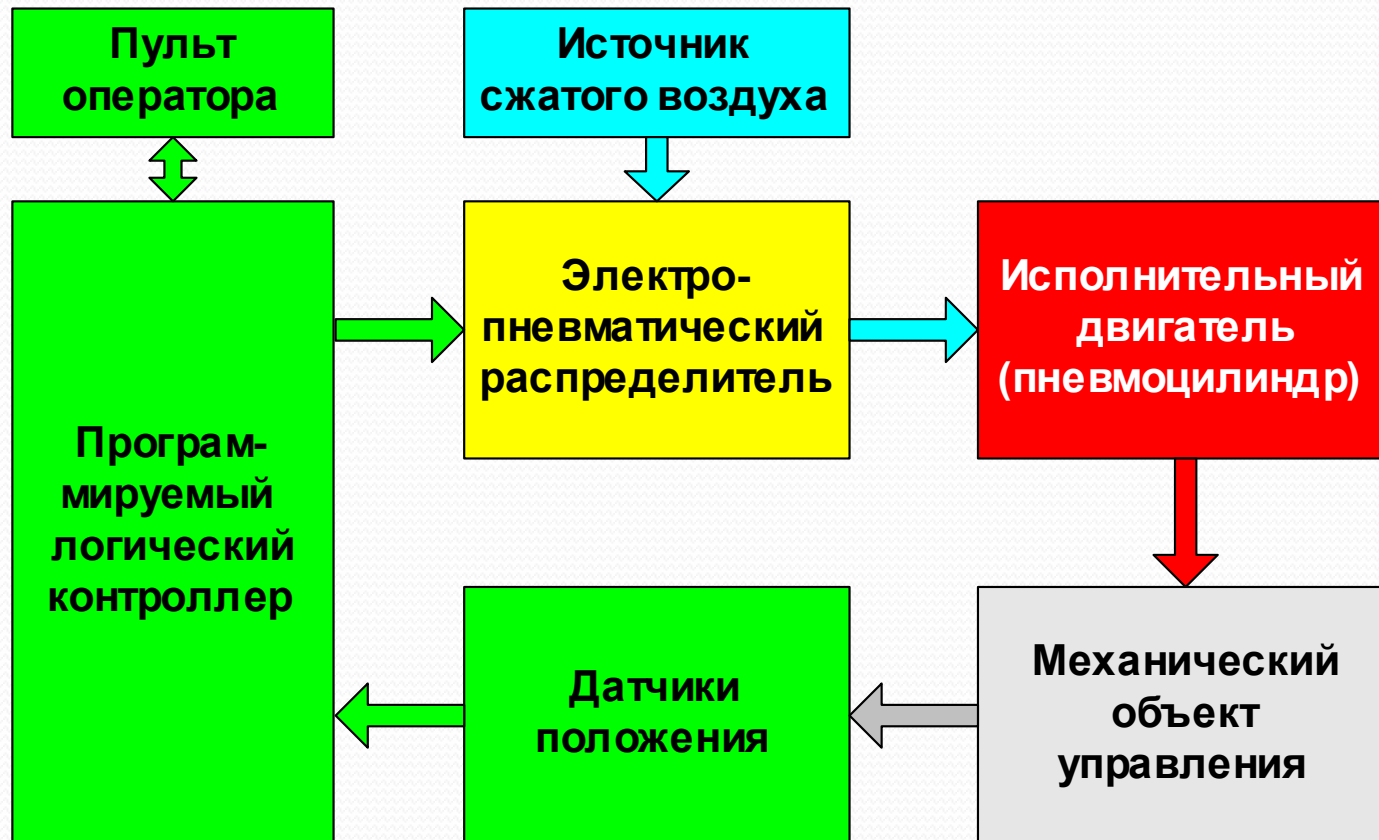 Пульт
оператора
Источник
сжатого воздуха
Програм-
мируемый
логический
контроллер
Электро-
пневматический
распределитель
Исполнительный
двигатель
(пневмоцилиндр)
Датчики
положения
Механический
объект
управления